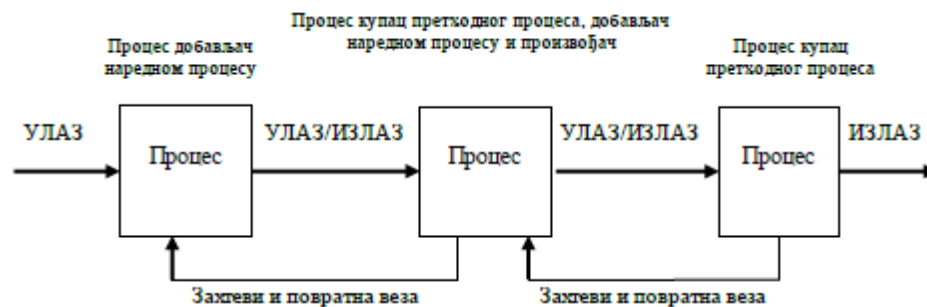 Процес купац претходног процеса, добављач
наредном процесу и произвођач
Процес добављач
наредном процесу
Процес купац
претходног процеса
УЛАЗ
УЛАЗ/ИЗЛАЗ
УЛАЗ/ИЗЛАЗ
ИЗЛАЗ
Процес
Процес
Процес
Захтеви и повратна веза
Захтеви и повратна веза